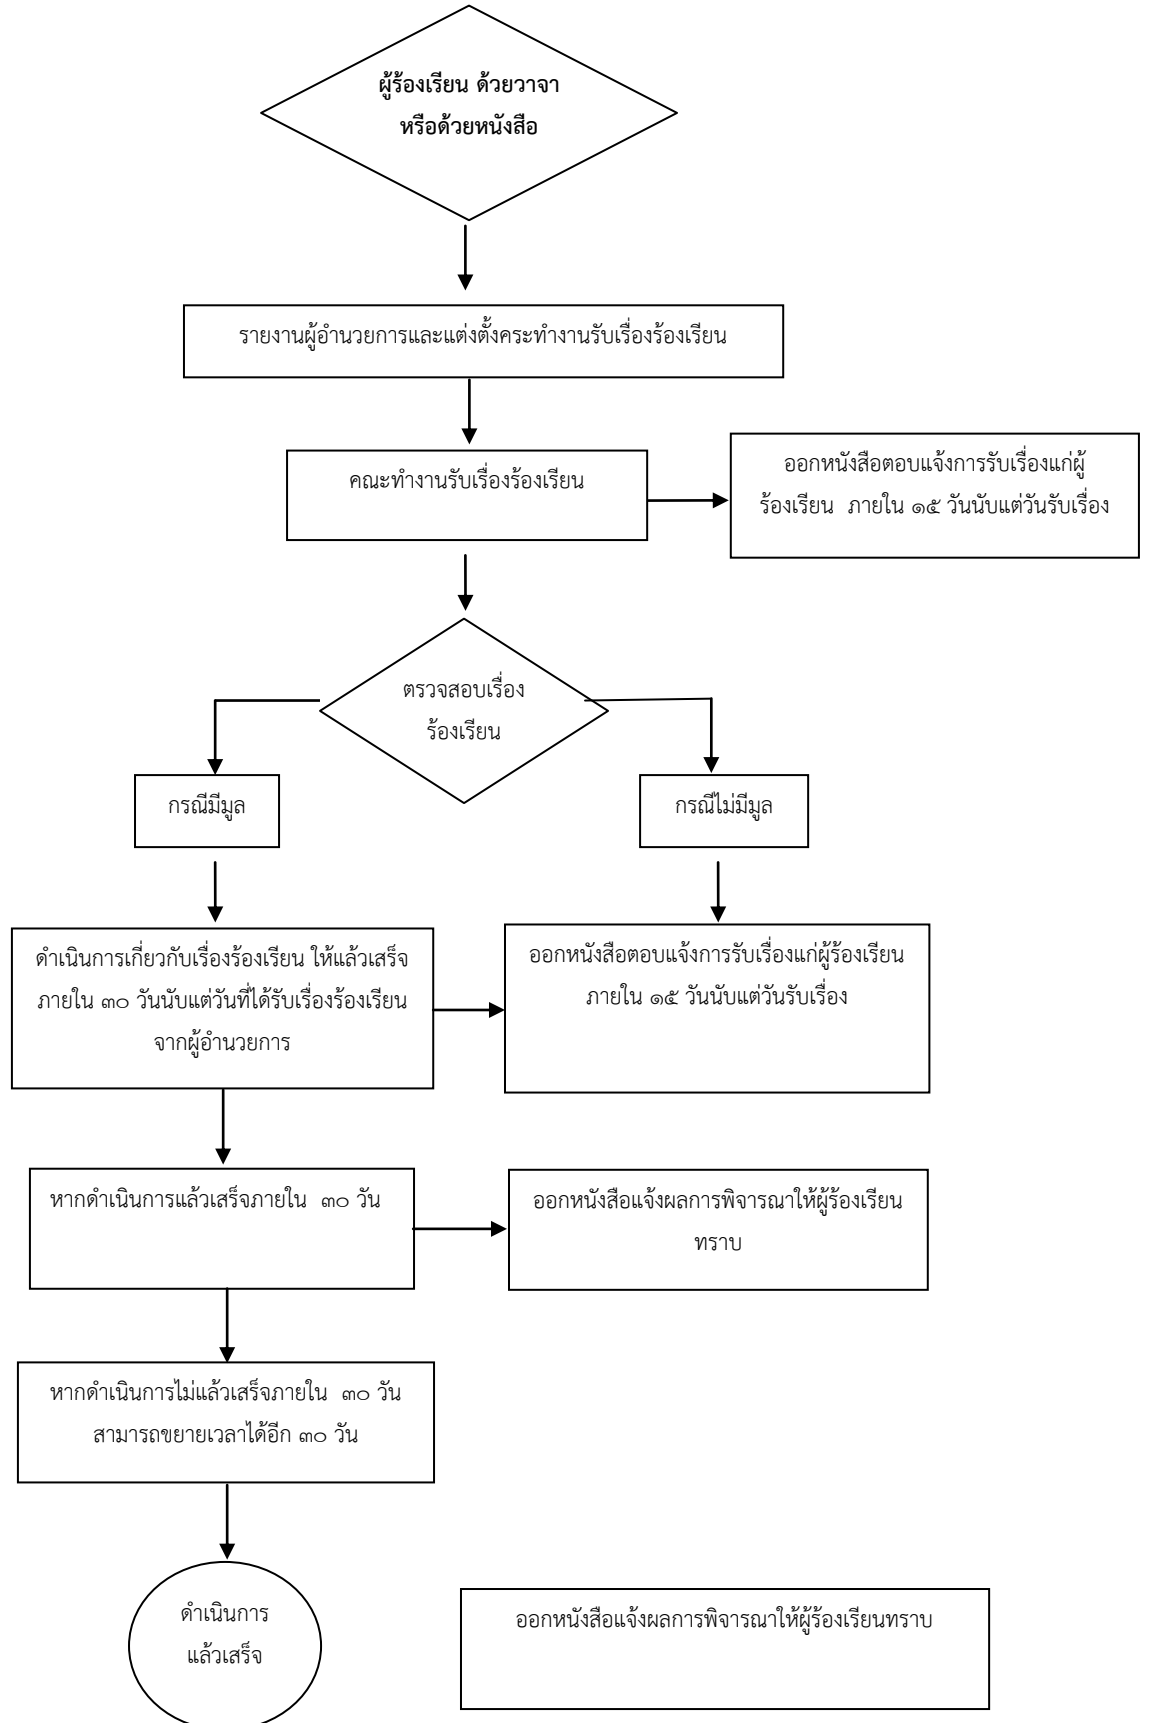 ผู้ร้องเรียน ด้วยวาจา
หรือด้วยหนังสือ
รายงานผู้อำนวยการและแต่งตั้งคระทำงานรับเรื่องร้องเรียน
คณะทำงานรับเรื่องร้องเรียน
ออกหนังสือตอบแจ้งการรับเรื่องแก่ผู้
ร้องเรียน ภายใน ๑๕ วันนับแต่วันรับเรื่อง
ตรวจสอบเรื่อง
ร้องเรียน
กรณีมีมูล
กรณีไม่มีมูล
ดำเนินการเกี่ยวกับเรื่องร้องเรียน ให้แล้วเสร็จ
ภายใน ๓๐ วันนับแต่วันที่ได้รับเรื่องร้องเรียน
จากผู้อำนวยการ
ออกหนังสือตอบแจ้งการรับเรื่องแก่ผู้ร้องเรียน
ภายใน ๑๕ วันนับแต่วันรับเรื่อง
หากดำเนินการแล้วเสร็จภายใน ๓๐ วัน
ออกหนังสือแจ้งผลการพิจารณาให้ผู้ร้องเรียน
ทราบ
หากดำเนินการไม่แล้วเสร็จภายใน ๓๐ วัน
สามารถขยายเวลาได้อีก ๓๐ วัน
ดำเนินการ
แล้วเสร็จ
ออกหนังสือแจ้งผลการพิจารณาให้ผู้ร้องเรียนทราบ